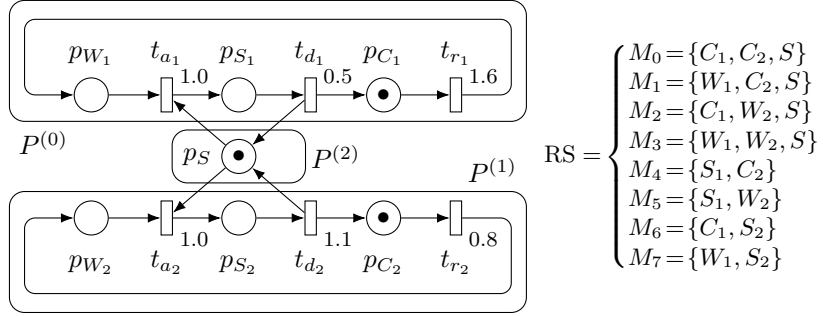 p_{W_1} t_{a_1} p_{S_1} t_{d_1} p_{C_1} t_{r_1}
1.0 0.5 1.6
P^{(0)}
p_S P^{(2)} P^{(1)}
1.0 1.1 0.8
p_{W_2} t_{a_2} p_{S_2} t_{d_2} p_{C_2} t_{r_2}
RS = {
M_0={C_1, C_2, S}
M_1={W_1, C_2, S}
M_2={C_1, W_2, S}
M_3={W_1, W_2, S}
M_4={S_1, C_2}
M_5={S_1, W_2}
M_6={C_1, S_2}
M_7={W_1, S_2}